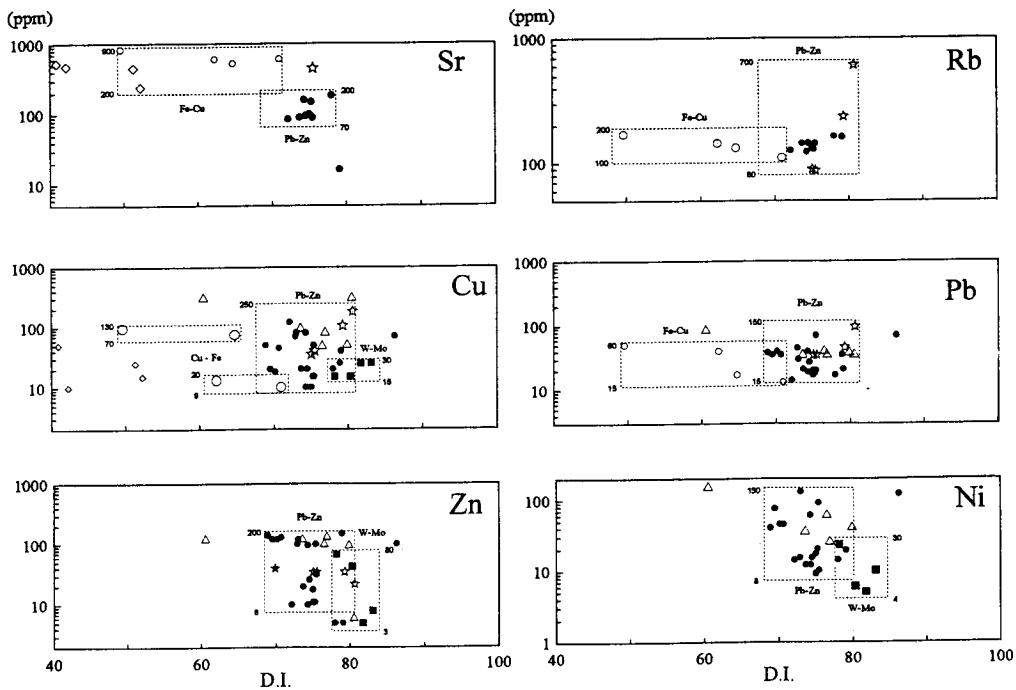 (ppm)
1000
100
10
Sr
900
200
Fe-Cu
200
70
Pb-Zn
(ppm)
1000
100
Rb
Pb-Zn
700
80
Fe-Cu
200
100
1000
100
10
Cu
Pb-Zn
250
130
70
Cu - Fe
20
9
W-Mo
30
15
1000
100
10
Pb
Pb-Zn
150
15
Fe-Cu
60
15
1000
100
10
Zn
Pb-Zn
200
8
W-Mo
80
3
40
60
80
100
D.I.
100
10
1
Ni
150
8
Pb-Zn
30
4
W-Mo
40
60
80
100
D.I.